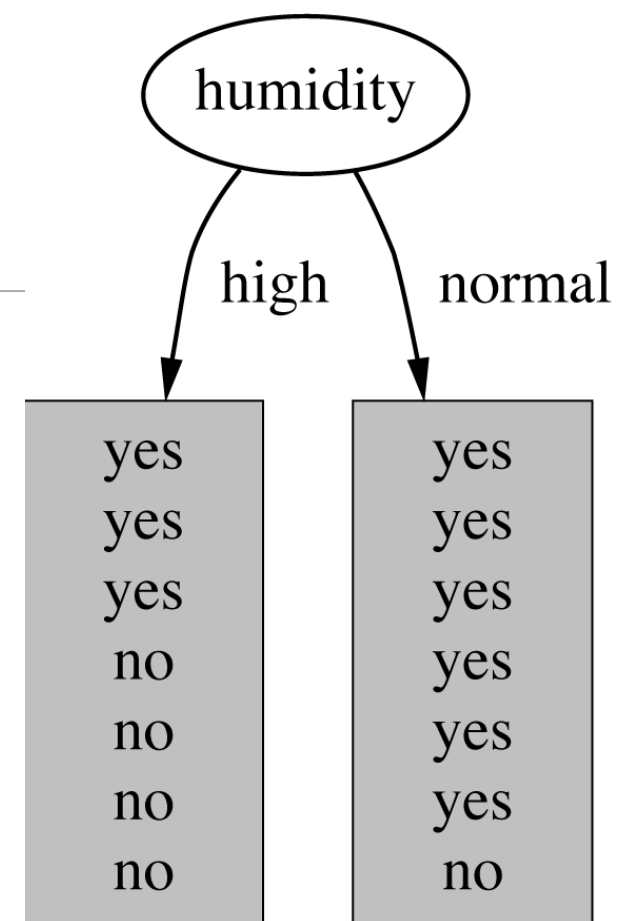 humidity
high normal
yes yes
yes yes
yes yes
no yes
no yes
no yes
no no